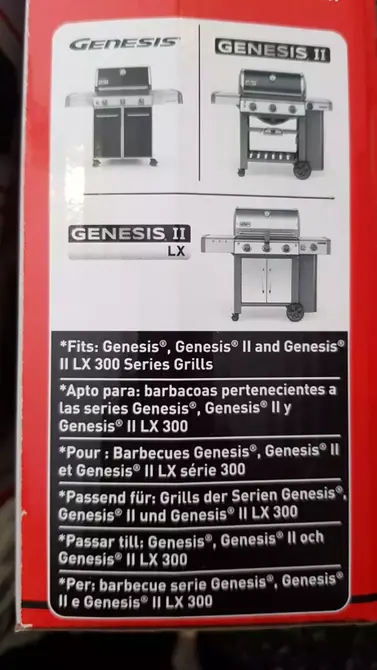 GENESIS®
GENESIS II
GENESIS II
LX
*Fits: Genesis®, Genesis® II and Genesis®
II LX 300 Series Grills
*Apto para: barbacoas pertenecientes a
las series Genesis®, Genesis® II y
Genesis® II LX 300
*Pour : Barbecues Genesis®, Genesis® II
et Genesis® II LX série 300
*Passend für: Grills der Serien Genesis®,
Genesis® II und Genesis® II LX 300
*Passar till: Genesis®, Genesis® II och
Genesis® II LX 300
*Per: barbecue serie Genesis®, Genesis®
II e Genesis® II LX 300